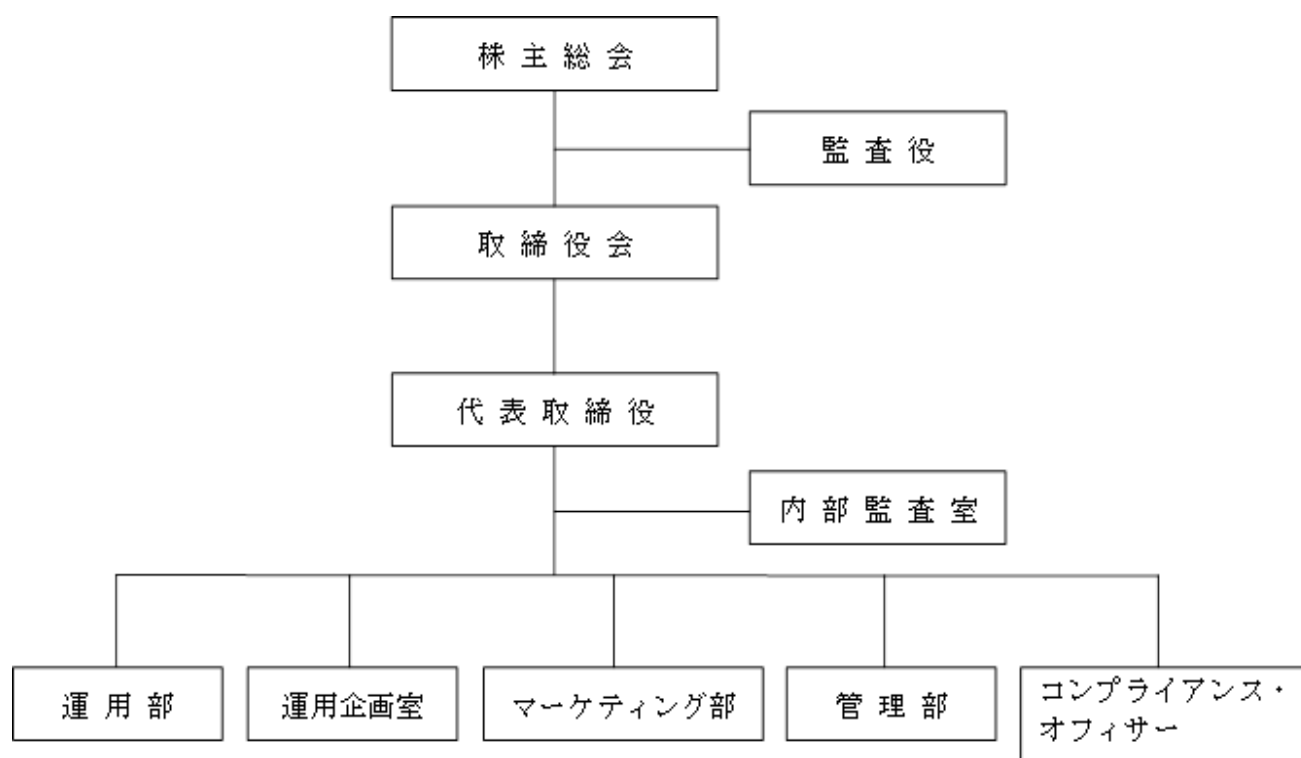 株主総会
監査役
取締役会
代表取締役
内部監査室
運用部
運用企画室
マーケティング部
管理部
コンプライアンス・
オフィサー